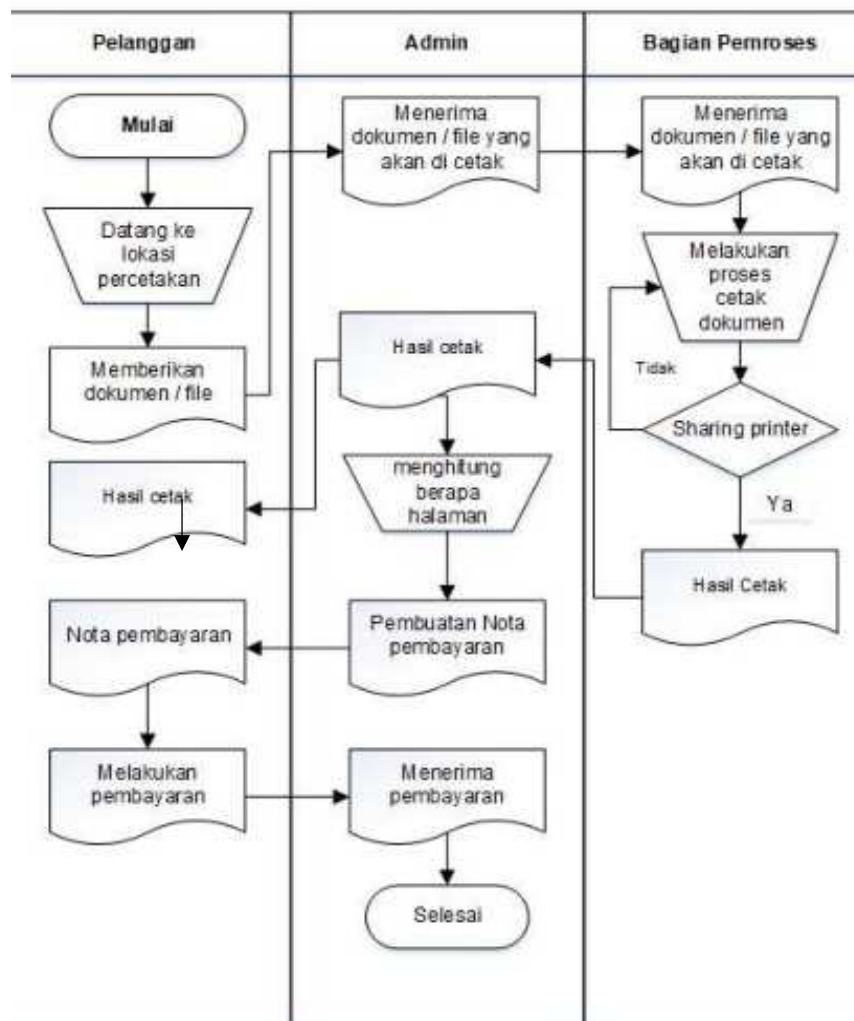 Pelanggan
Admin
Bagian Pemroses
Mulai
Datang ke
lokasi
percetakan
Memberikan
dokumen / file
Menerima
dokumen / file yang
akan di cetak
Menerima
dokumen / file yang
akan di cetak
Melakukan
proses
cetak
dokumen
Tidak
Sharing printer
Ya
Hasil Cetak
Hasil cetak
Hasil cetak
menghitung
berapa
halaman
Pembuatan Nota
pembayaran
Nota pembayaran
Melakukan
pembayaran
Menerima
pembayaran
Selesai